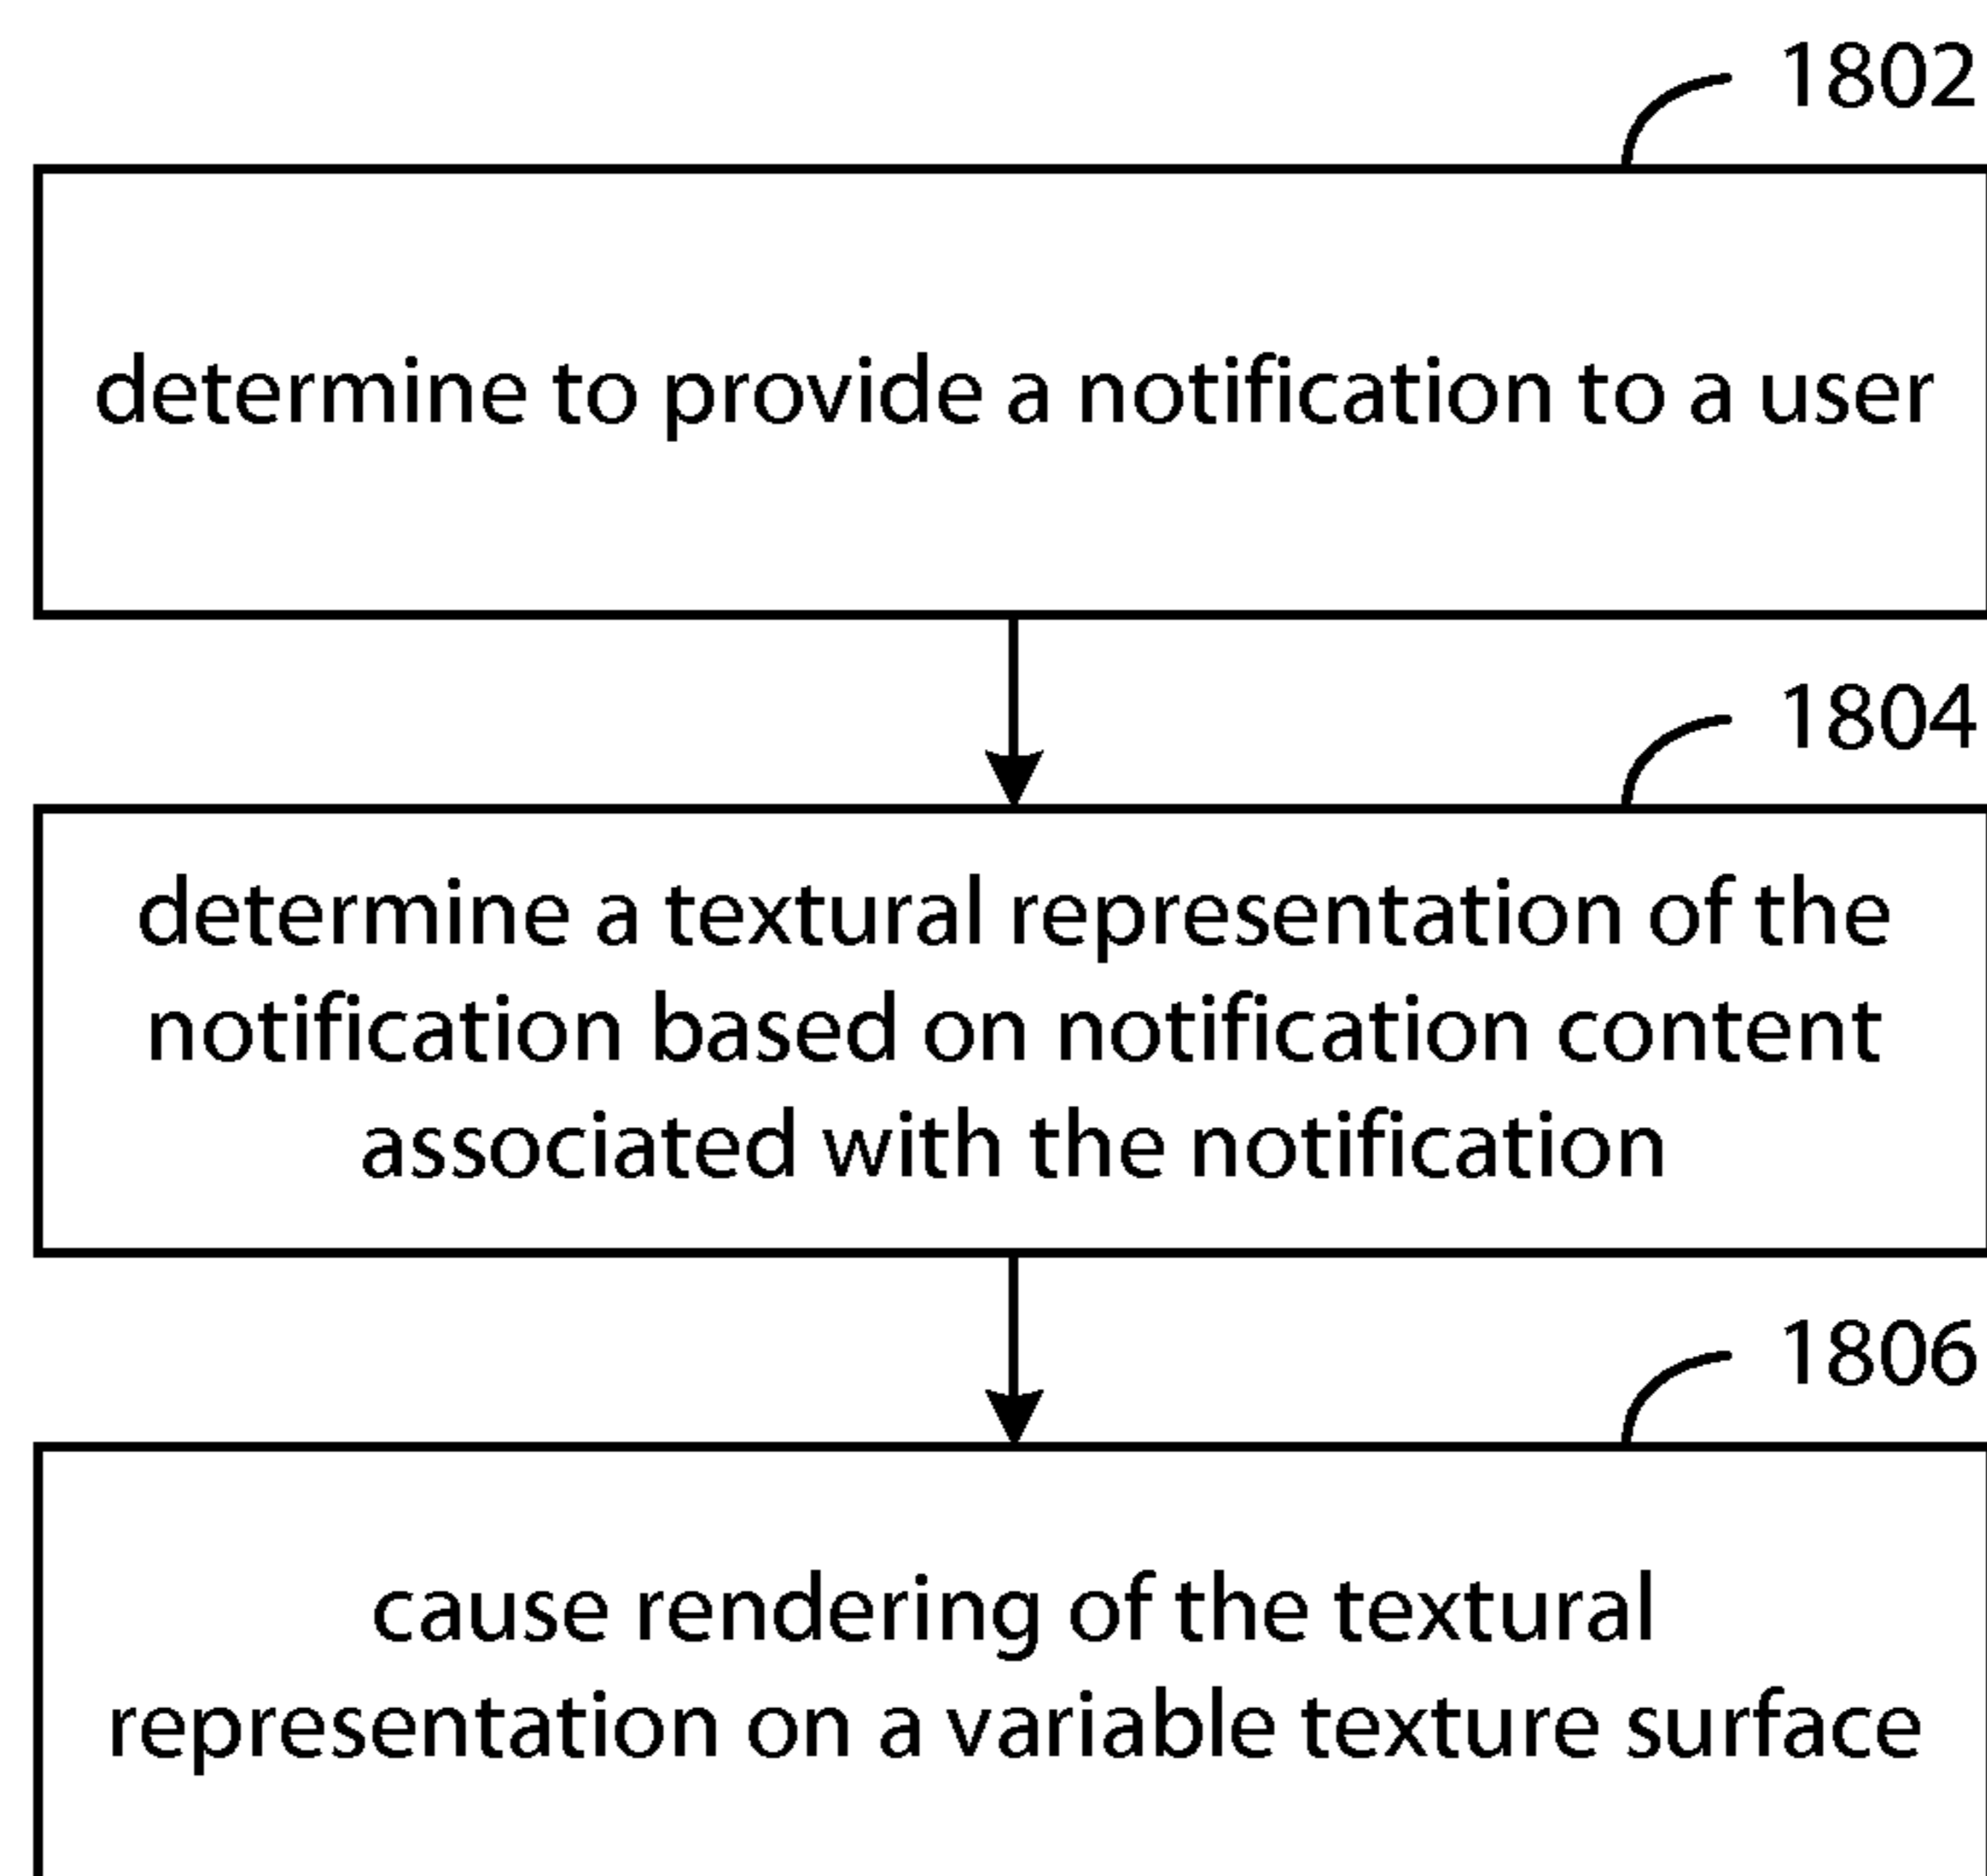 1802
determine to provide a notification to a user
1804
determine a textural representation of the
notification based on notification content
associated with the notification
1806
cause rendering of the textural
representation on a variable texture surface